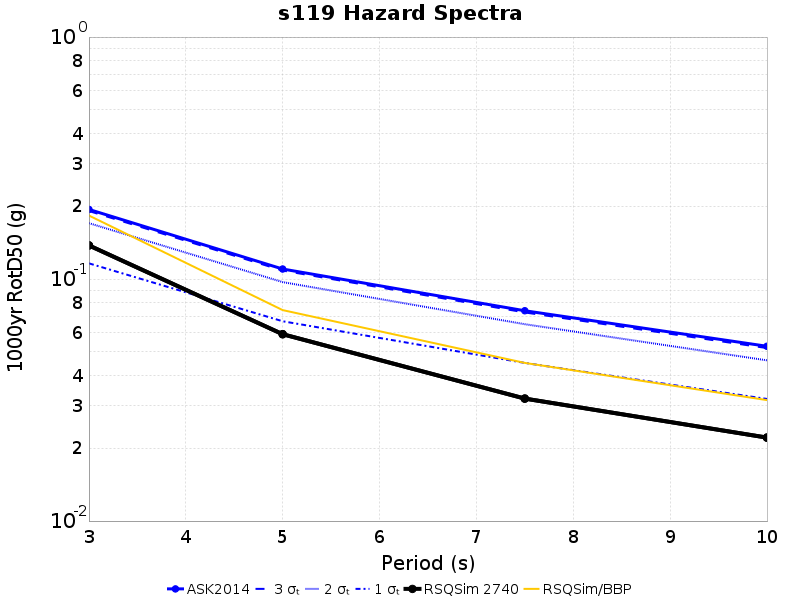 s119 Hazard Spectra
10^0
8
6
4
3
2
10^-1
8
6
4
3
2
10^-2
1000yr RotD50 (g)
3 4 5 6 7 8 9 10
Period (s)
ASK2014 3 σₜ 2 σₜ 1 σₜ RSQSim 2740 RSQSim/BBP